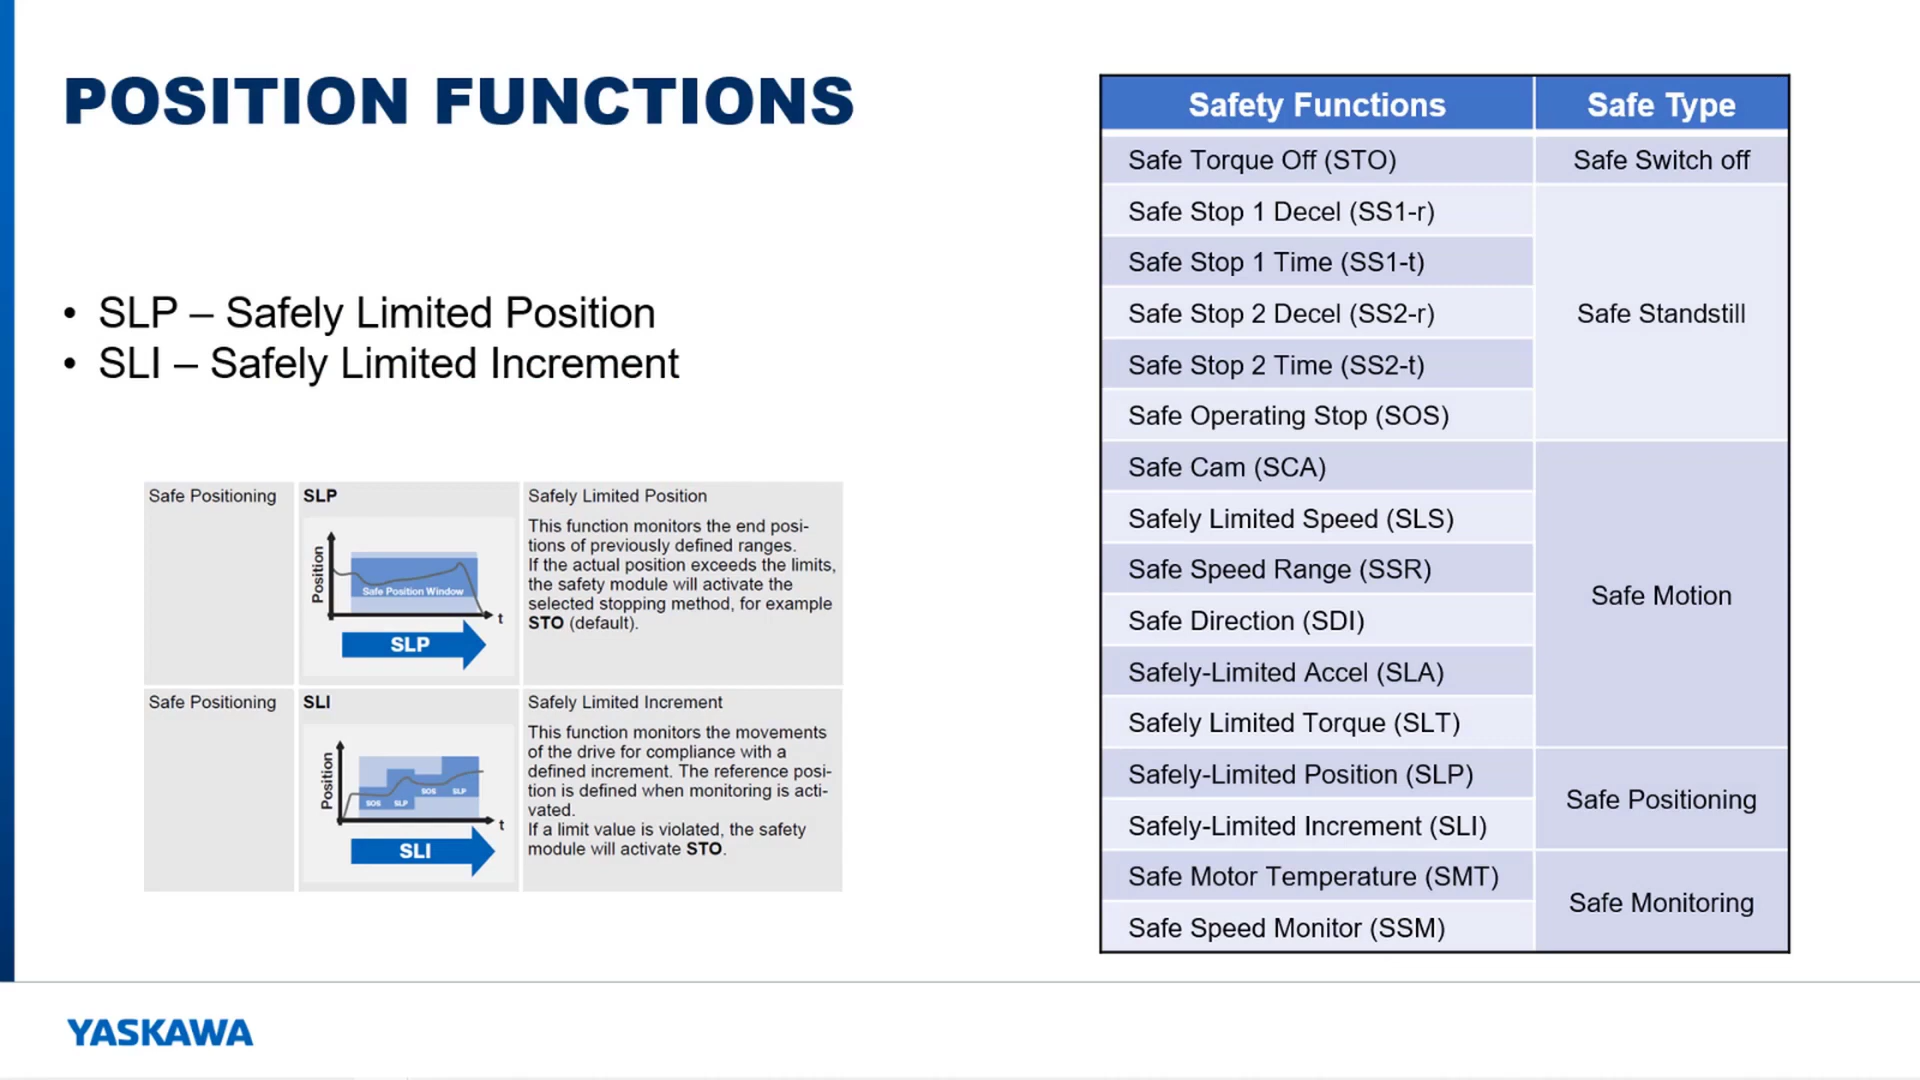 POSITION FUNCTIONS
• SLP – Safely Limited Position
• SLI – Safely Limited Increment
Safe Positioning
SLP
Position
Safe Position Window
t
SLP
Safely Limited Position
This function monitors the end posi-
tions of previously defined ranges.
If the actual position exceeds the limits,
the safety module will activate the
selected stopping method, for example
STO (default).
Safe Positioning
SLI
Position
SOS
SLP
SOS
SLP
t
SLI
Safely Limited Increment
This function monitors the movements
of the drive for compliance with a
defined increment. The reference posi-
tion is defined when monitoring is acti-
vated.
If a limit value is violated, the safety
module will activate STO.
Safety Functions
Safe Type
Safe Torque Off (STO)
Safe Switch off
Safe Stop 1 Decel (SS1-r)
Safe Stop 1 Time (SS1-t)
Safe Stop 2 Decel (SS2-r)
Safe Stop 2 Time (SS2-t)
Safe Operating Stop (SOS)
Safe Standstill
Safe Cam (SCA)
Safely Limited Speed (SLS)
Safe Speed Range (SSR)
Safe Direction (SDI)
Safely-Limited Accel (SLA)
Safely Limited Torque (SLT)
Safe Motion
Safely-Limited Position (SLP)
Safely-Limited Increment (SLI)
Safe Positioning
Safe Motor Temperature (SMT)
Safe Speed Monitor (SSM)
Safe Monitoring
YASKAWA